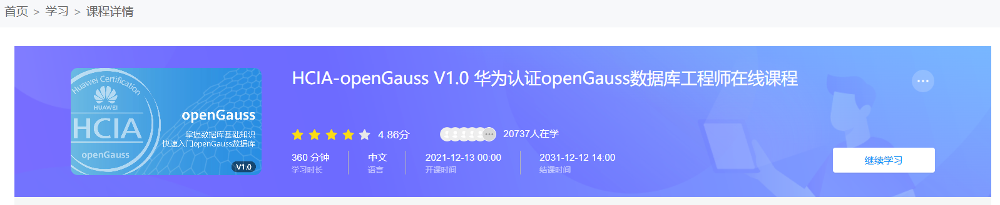 首页 > 学习 > 课程详情
Huawei Certification
HUAWEI
HCIA
openGauss
openGauss
掌握数据库基础知识
快速入门openGauss数据库
V1.0
HCIA-openGauss V1.0 华为认证openGauss数据库工程师在线课程
4.86分
20737人在学
360 分钟
学习时长
中文
语言
2021-12-13 00:00
开课时间
2031-12-12 14:00
结课时间
继续学习